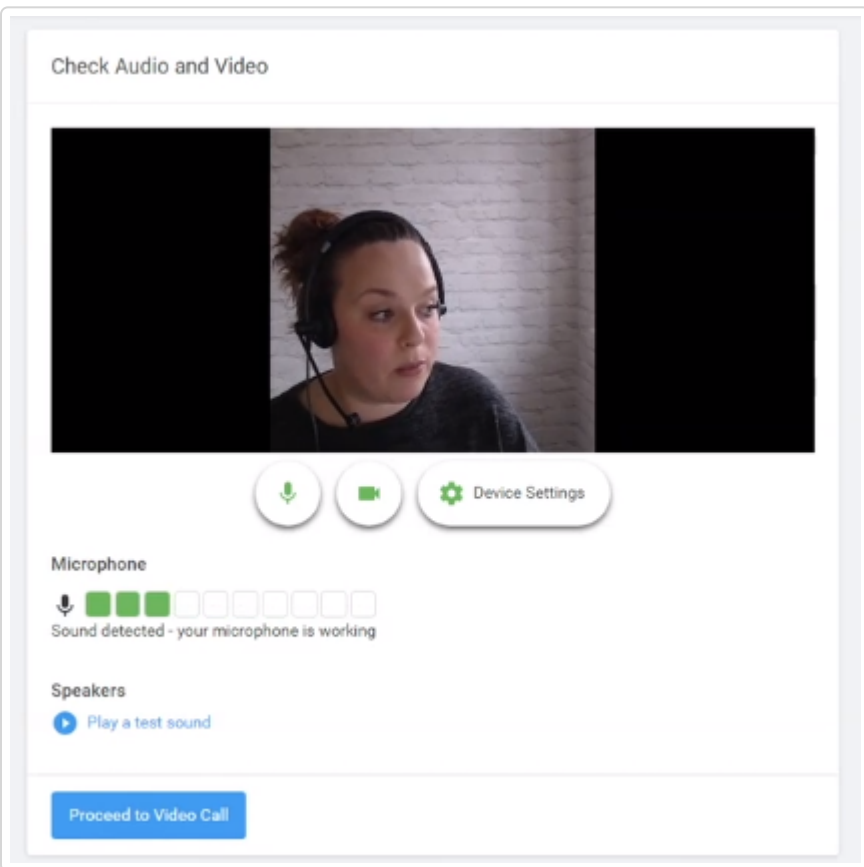 Check Audio and Video
Device Settings
Microphone
Sound detected - your microphone is working
Speakers
Play a test sound
Proceed to Video Call